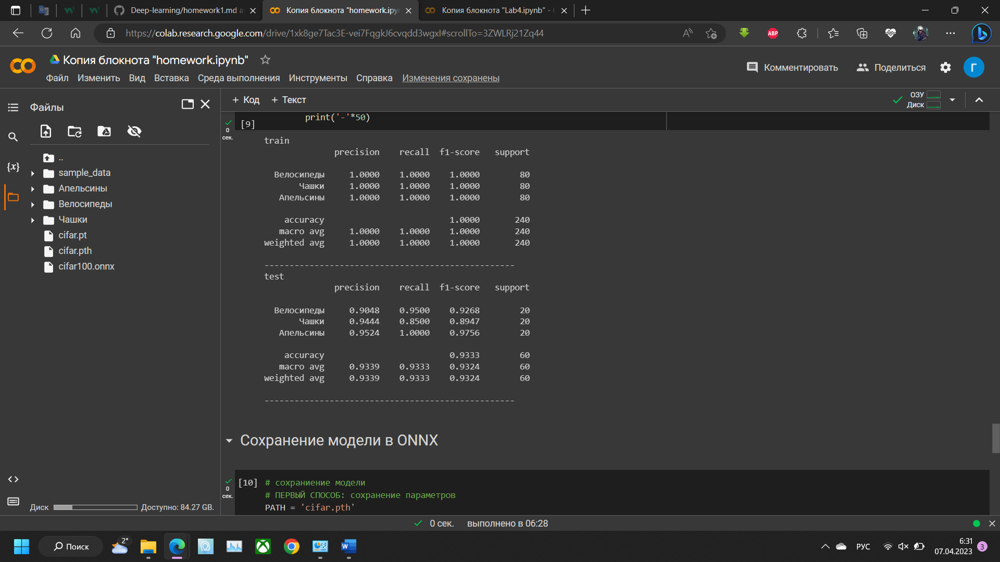 Deep-learning/homework1.md a
Копия блокнота "homework.ipy
Копия блокнота "Lab4.ipynb" -
https://colab.research.google.com/drive/1xk8ge7Tac3E-vei7FqgkJ6cvqdd3wgxI#scrollTo=3ZWLRj21Zq44
ABP
Копия блокнота "homework.ipynb"
Файл Изменить Вид Вставка Среда выполнения Инструменты Справка Изменения сохранены
Комментировать Поделиться Г
Файлы
+ Код + Текст
ОЗУ
Диск
{x}
..
sample_data
Апельсины
Велосипеды
Чашки
cifar.pt
cifar.pth
cifar100.onnx
Диск Доступно: 84.27 GB.
0
сек.
[9]
print('-'*50)
train
precision recall f1-score support
Велосипеды 1.0000 1.0000 1.0000 80
Чашки 1.0000 1.0000 1.0000 80
Апельсины 1.0000 1.0000 1.0000 80
accuracy 1.0000 240
macro avg 1.0000 1.0000 1.0000 240
weighted avg 1.0000 1.0000 1.0000 240
--------------------------------------------------
test
precision recall f1-score support
Велосипеды 0.9048 0.9500 0.9268 20
Чашки 0.9444 0.8500 0.8947 20
Апельсины 0.9524 1.0000 0.9756 20
accuracy 0.9333 60
macro avg 0.9339 0.9333 0.9324 60
weighted avg 0.9339 0.9333 0.9324 60
--------------------------------------------------
Сохранение модели в ONNX
0
сек.
[10] # сохраниение модели
# ПЕРВЫЙ СПОСОБ: сохранение параметров
PATH = 'cifar.pth'
0 сек. выполнено в 06:28
Поиск
2°
РУС
6:31
07.04.2023
3